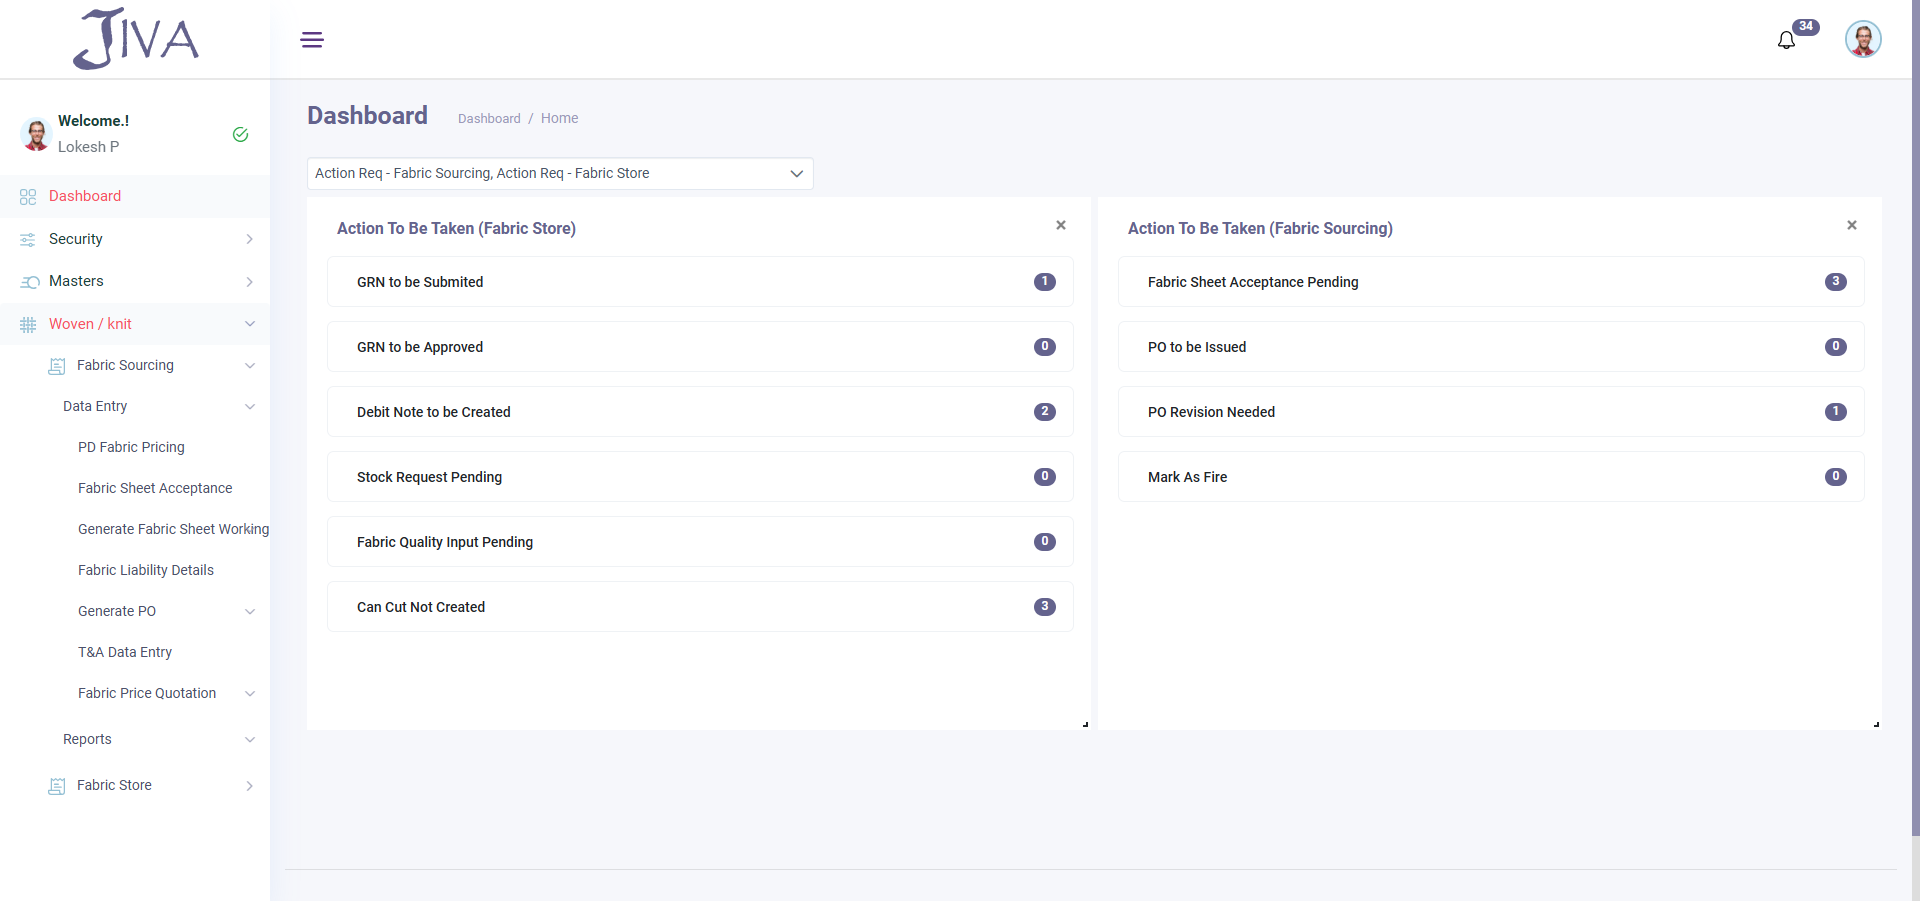 JIVA
34
Welcome.!
Lokesh P
Dashboard
Security
Masters
Woven / knit
Fabric Sourcing
Data Entry
PD Fabric Pricing
Fabric Sheet Acceptance
Generate Fabric Sheet Working
Fabric Liability Details
Generate PO
T&A Data Entry
Fabric Price Quotation
Reports
Fabric Store
Dashboard
Dashboard / Home
Action Req - Fabric Sourcing, Action Req - Fabric Store
Action To Be Taken (Fabric Store)
GRN to be Submited 1
GRN to be Approved 0
Debit Note to be Created 2
Stock Request Pending 0
Fabric Quality Input Pending 0
Can Cut Not Created 3
Action To Be Taken (Fabric Sourcing)
Fabric Sheet Acceptance Pending 3
PO to be Issued 0
PO Revision Needed 1
Mark As Fire 0